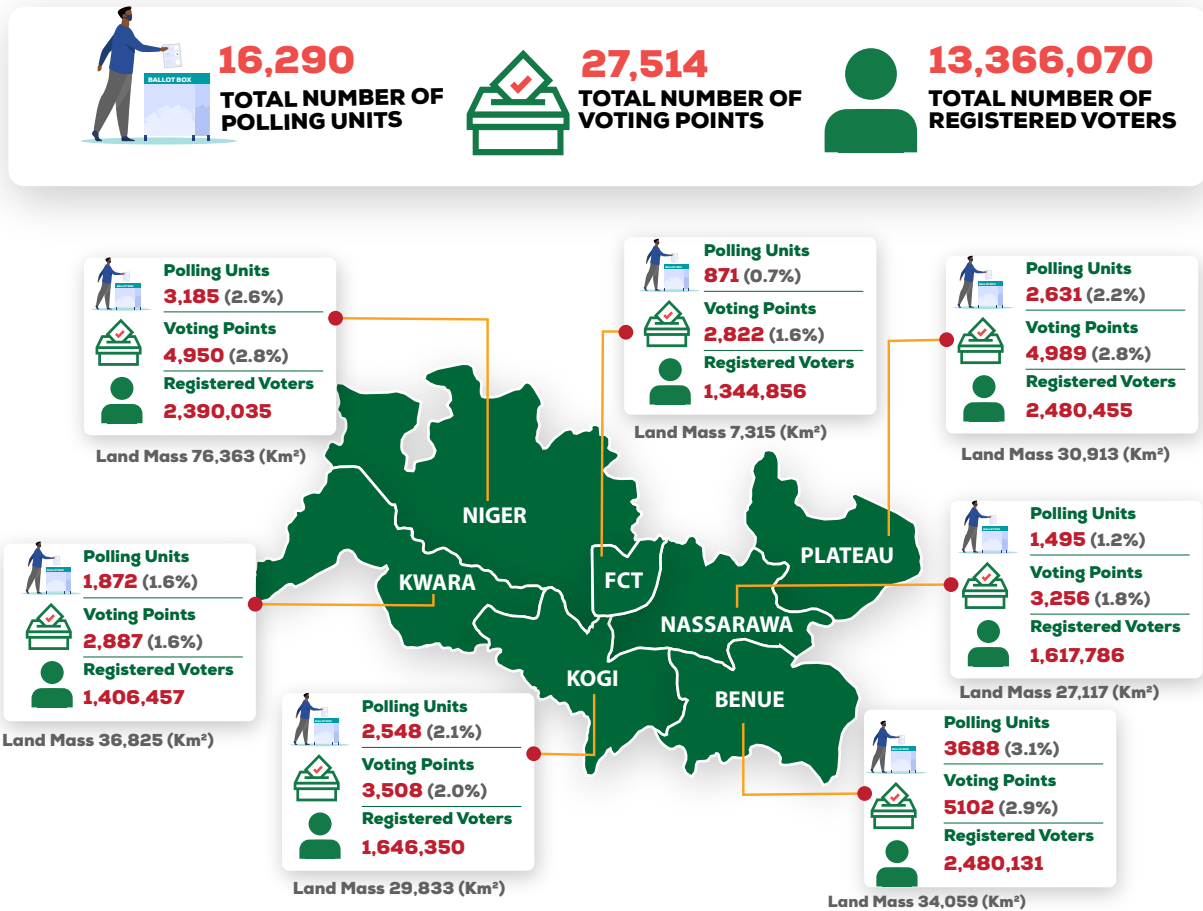 BALLOT BOX
16,290
TOTAL NUMBER OF
POLLING UNITS
27,514
TOTAL NUMBER OF
VOTING POINTS
13,366,070
TOTAL NUMBER OF
REGISTERED VOTERS
Polling Units
3,185 (2.6%)
Voting Points
4,950 (2.8%)
Registered Voters
2,390,035
Land Mass 76,363 (Km²)
Polling Units
871 (0.7%)
Voting Points
2,822 (1.6%)
Registered Voters
1,344,856
Land Mass 7,315 (Km²)
Polling Units
2,631 (2.2%)
Voting Points
4,989 (2.8%)
Registered Voters
2,480,455
Land Mass 30,913 (Km²)
NIGER
FCT
PLATEAU
KWARA
NASSARAWA
KOGI
BENUE
Polling Units
1,872 (1.6%)
Voting Points
2,887 (1.6%)
Registered Voters
1,406,457
Land Mass 36,825 (Km²)
Polling Units
1,495 (1.2%)
Voting Points
3,256 (1.8%)
Registered Voters
1,617,786
Land Mass 27,117 (Km²)
Polling Units
2,548 (2.1%)
Voting Points
3,508 (2.0%)
Registered Voters
1,646,350
Land Mass 29,833 (Km²)
Polling Units
3688 (3.1%)
Voting Points
5102 (2.9%)
Registered Voters
2,480,131
Land Mass 34,059 (Km²)